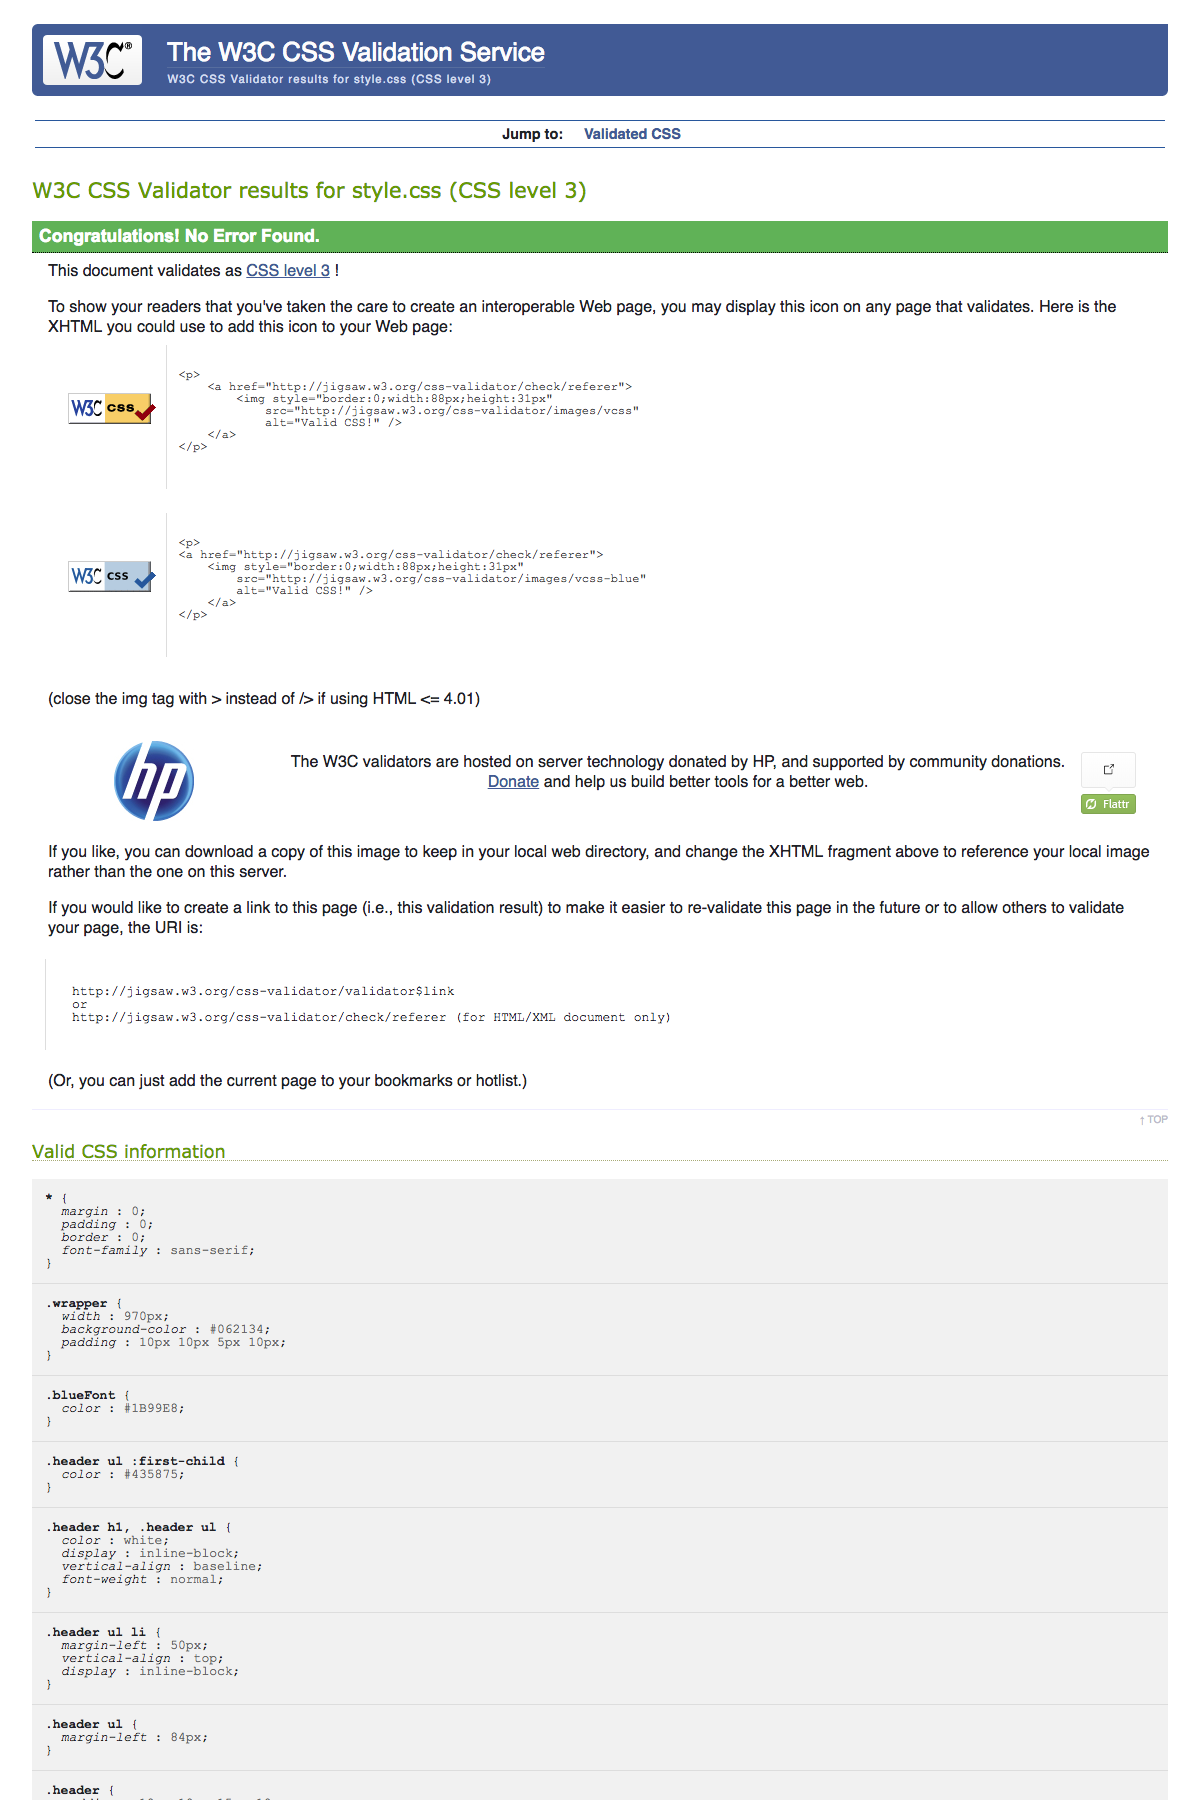 W3C®
The W3C CSS Validation Service
W3C CSS Validator results for style.css (CSS level 3)
Jump to: Validated CSS
W3C CSS Validator results for style.css (CSS level 3)
Congratulations! No Error Found.
This document validates as CSS level 3 !
To show your readers that you've taken the care to create an interoperable Web page, you may display this icon on any page that validates. Here is the
XHTML you could use to add this icon to your Web page:
W3C css
<p>
<a href="http://jigsaw.w3.org/css-validator/check/referer">
<img style="border:0;width:88px;height:31px"
src="http://jigsaw.w3.org/css-validator/images/vcss"
alt="Valid CSS!" />
</a>
</p>
W3C css
<p>
<a href="http://jigsaw.w3.org/css-validator/check/referer">
<img style="border:0;width:88px;height:31px"
src="http://jigsaw.w3.org/css-validator/images/vcss-blue"
alt="Valid CSS!" />
</a>
</p>
(close the img tag with > instead of /> if using HTML <= 4.01)
hp
The W3C validators are hosted on server technology donated by HP, and supported by community donations.
Donate and help us build better tools for a better web.
Flattr
If you like, you can download a copy of this image to keep in your local web directory, and change the XHTML fragment above to reference your local image
rather than the one on this server.
If you would like to create a link to this page (i.e., this validation result) to make it easier to re-validate this page in the future or to allow others to validate
your page, the URI is:
http://jigsaw.w3.org/css-validator/validator$link
or
http://jigsaw.w3.org/css-validator/check/referer (for HTML/XML document only)
(Or, you can just add the current page to your bookmarks or hotlist.)
↑ TOP
Valid CSS information
* {
margin : 0;
padding : 0;
border : 0;
font-family : sans-serif;
}
.wrapper {
width : 970px;
background-color : #062134;
padding : 10px 10px 5px 10px;
}
.blueFont {
color : #1B99E8;
}
.header ul :first-child {
color : #435875;
}
.header h1, .header ul {
color : white;
display : inline-block;
vertical-align : baseline;
font-weight : normal;
}
.header ul li {
margin-left : 50px;
vertical-align : top;
display : inline-block;
}
.header ul {
margin-left : 84px;
}
.header {